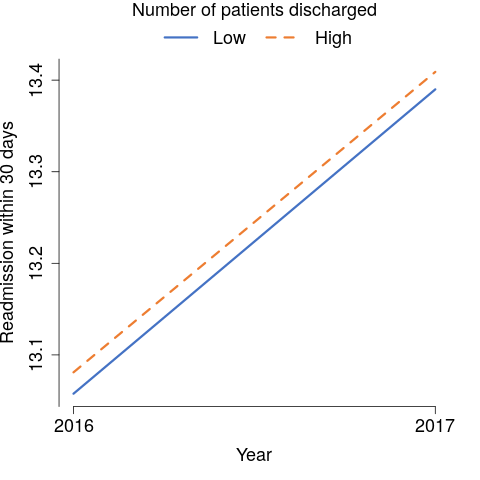 Number of patients discharged
Low High
Readmission within 30 days
13.4
13.3
13.2
13.1
2016 2017
Year